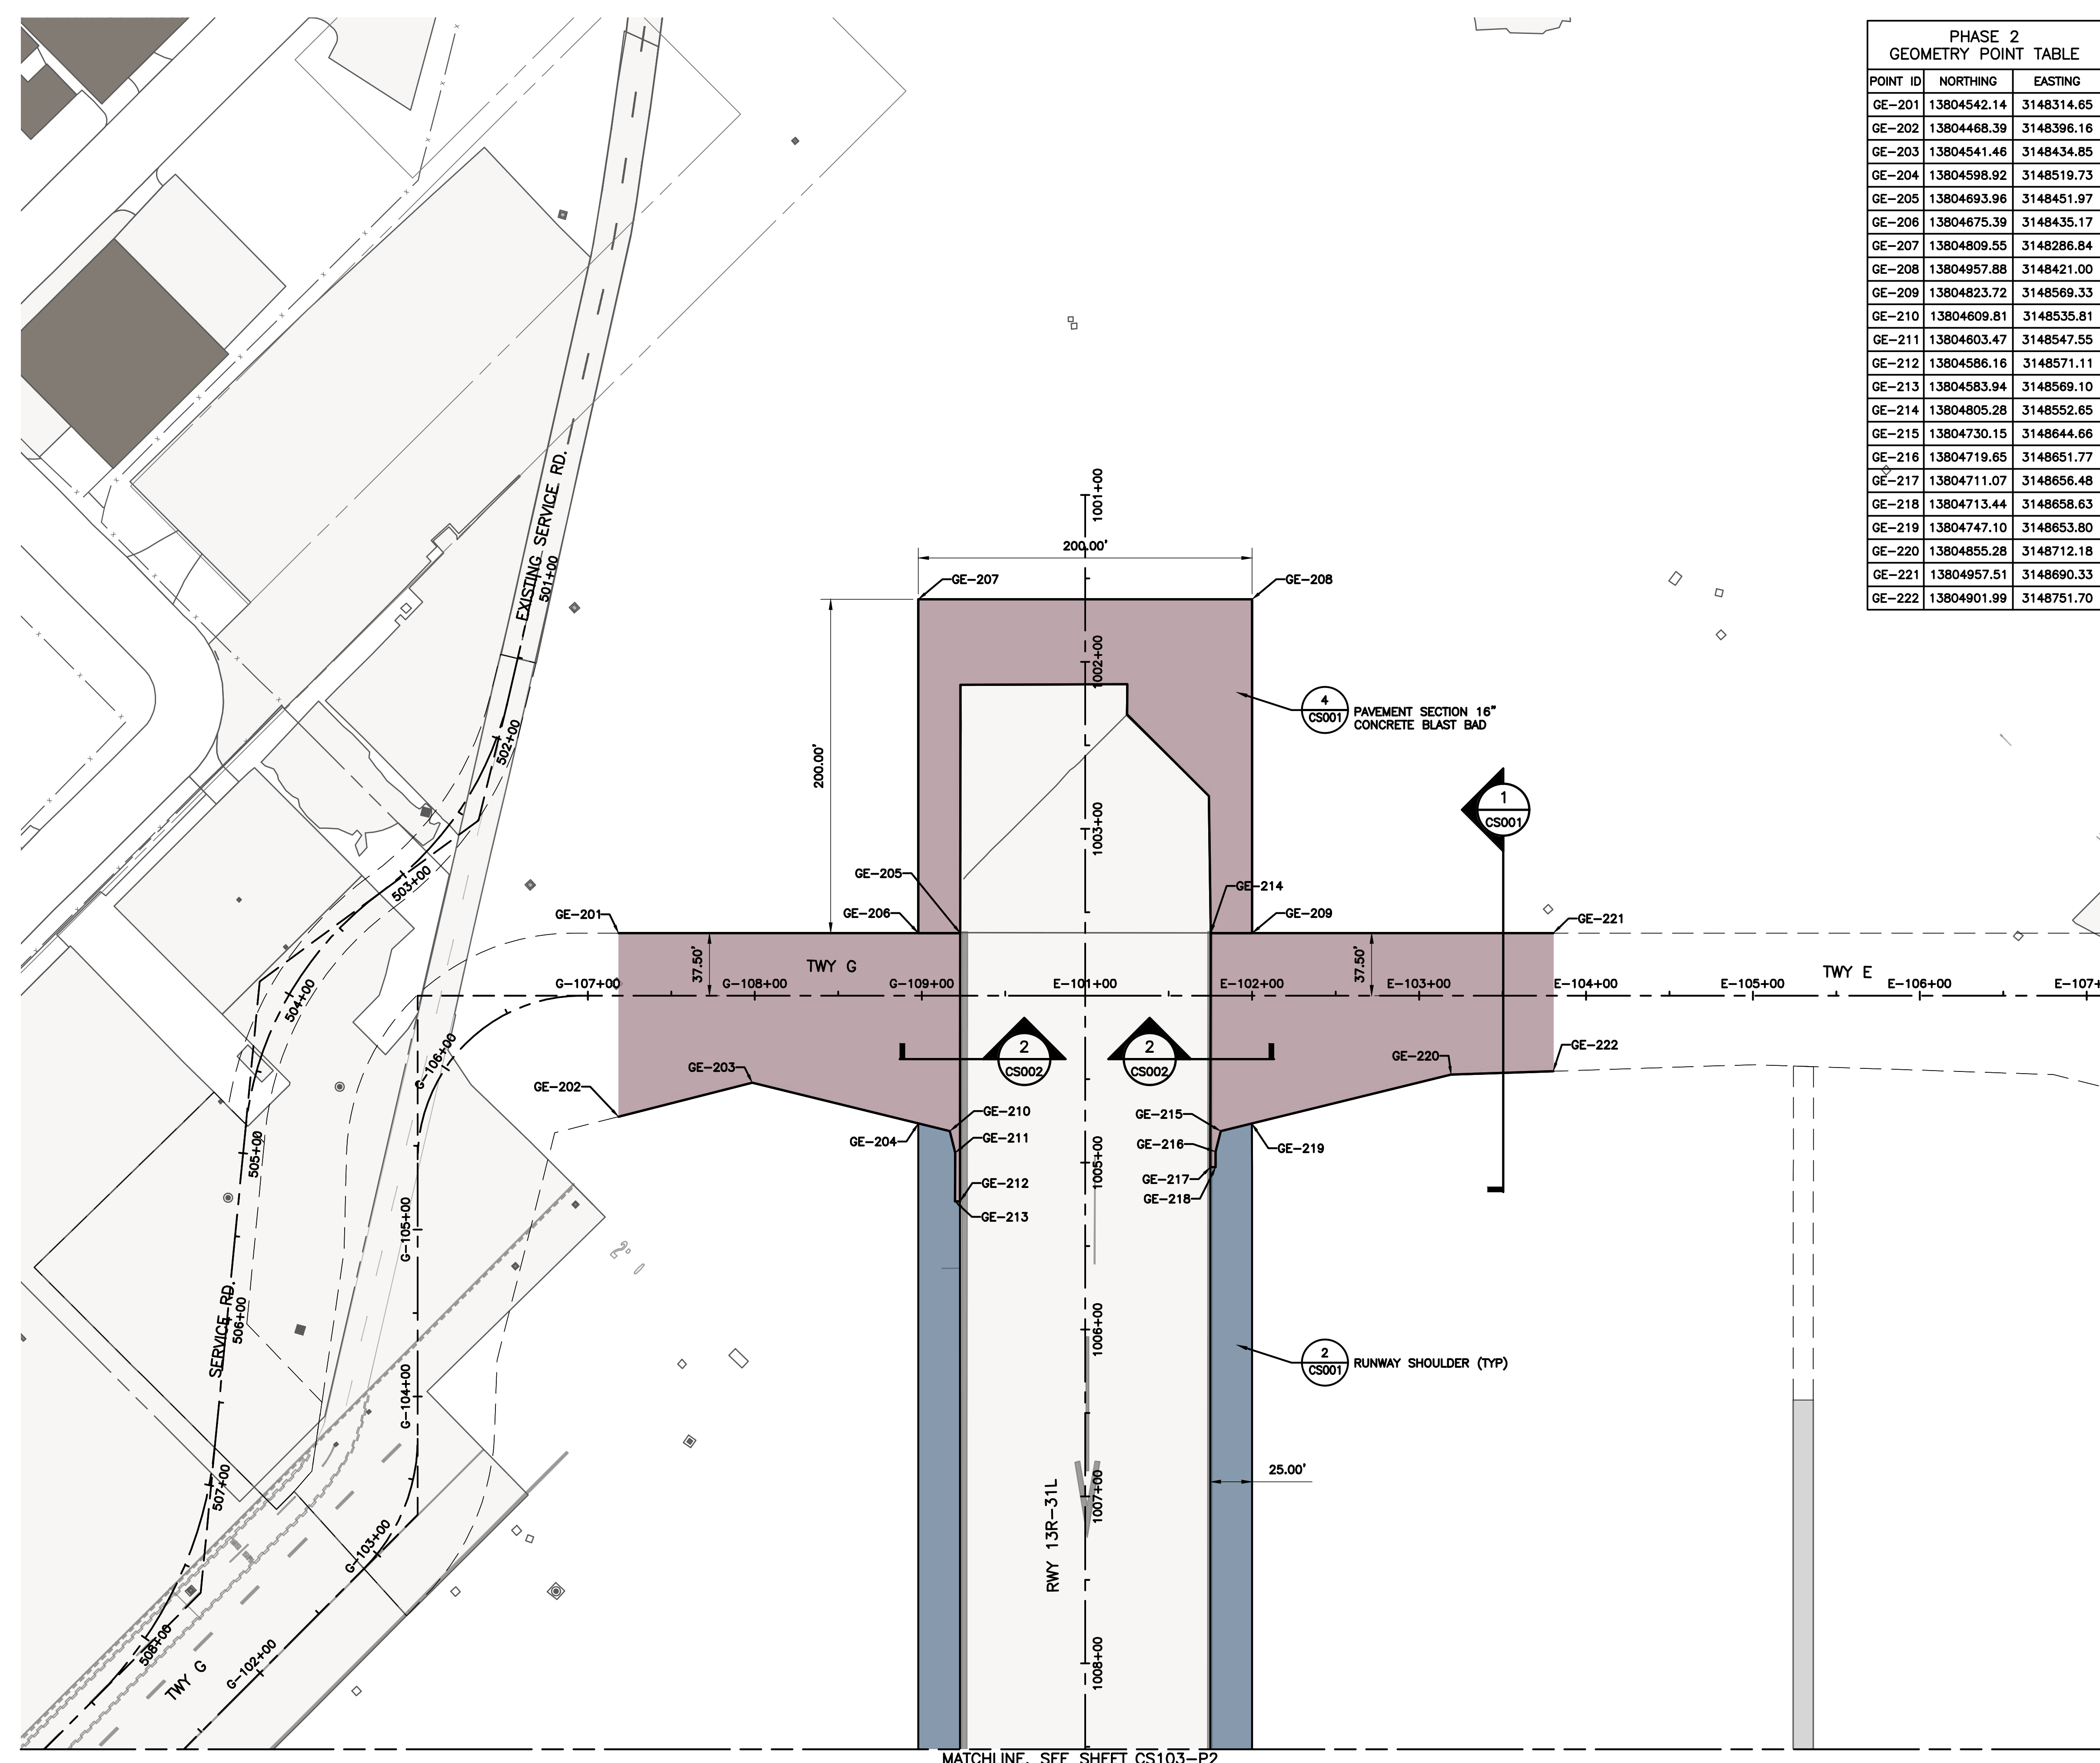 PHASE 2
GEOMETRY POINT TABLE
POINT ID NORTHING EASTING
GE-201 13804542.14 3148314.65
GE-202 13804468.39 3148396.16
GE-203 13804541.46 3148434.85
GE-204 13804598.92 3148519.73
GE-205 13804693.96 3148451.97
GE-206 13804675.39 3148435.17
GE-207 13804809.55 3148286.84
GE-208 13804957.88 3148421.00
GE-209 13804823.72 3148569.33
GE-210 13804609.81 3148535.81
GE-211 13804603.47 3148547.55
GE-212 13804586.16 3148571.11
GE-213 13804583.94 3148569.10
GE-214 13804805.28 3148552.65
GE-215 13804730.15 3148644.66
GE-216 13804719.65 3148651.77
GE-217 13804711.07 3148656.48
GE-218 13804713.44 3148658.63
GE-219 13804747.10 3148653.80
GE-220 13804855.28 3148712.18
GE-221 13804957.51 3148690.33
GE-222 13804901.99 3148751.70
EXISTING SERVICE RD.
501+00
502+00
503+00
504+00
505+00
506+00
507+00
508+00
SERVICE RD.
1001+00
200.00'
GE-207
GE-208
1002+00
4
CS001
PAVEMENT SECTION 16"
CONCRETE BLAST BAD
200.00'
1003+00
1
CS001
GE-205
GE-214
GE-201
GE-206
GE-209
GE-221
37.50'
TWY G
37.50'
TWY E
G-107+00
G-108+00
G-109+00
E-101+00
E-102+00
E-103+00
E-104+00
E-105+00
E-106+00
E-107+
2
CS002
2
CS002
GE-203
GE-220
GE-222
GE-202
GE-210
GE-215
GE-204
GE-211
GE-216
GE-219
GE-212
GE-217
GE-213
GE-218
1005+00
G-106+00
G-105+00
G-104+00
G-103+00
G-102+00
TWY G
1006+00
2
CS001
RUNWAY SHOULDER (TYP)
25.00'
1007+00
RWY 13R-31L
1008+00
MATCHLINE, SEE SHEET CS103-P2